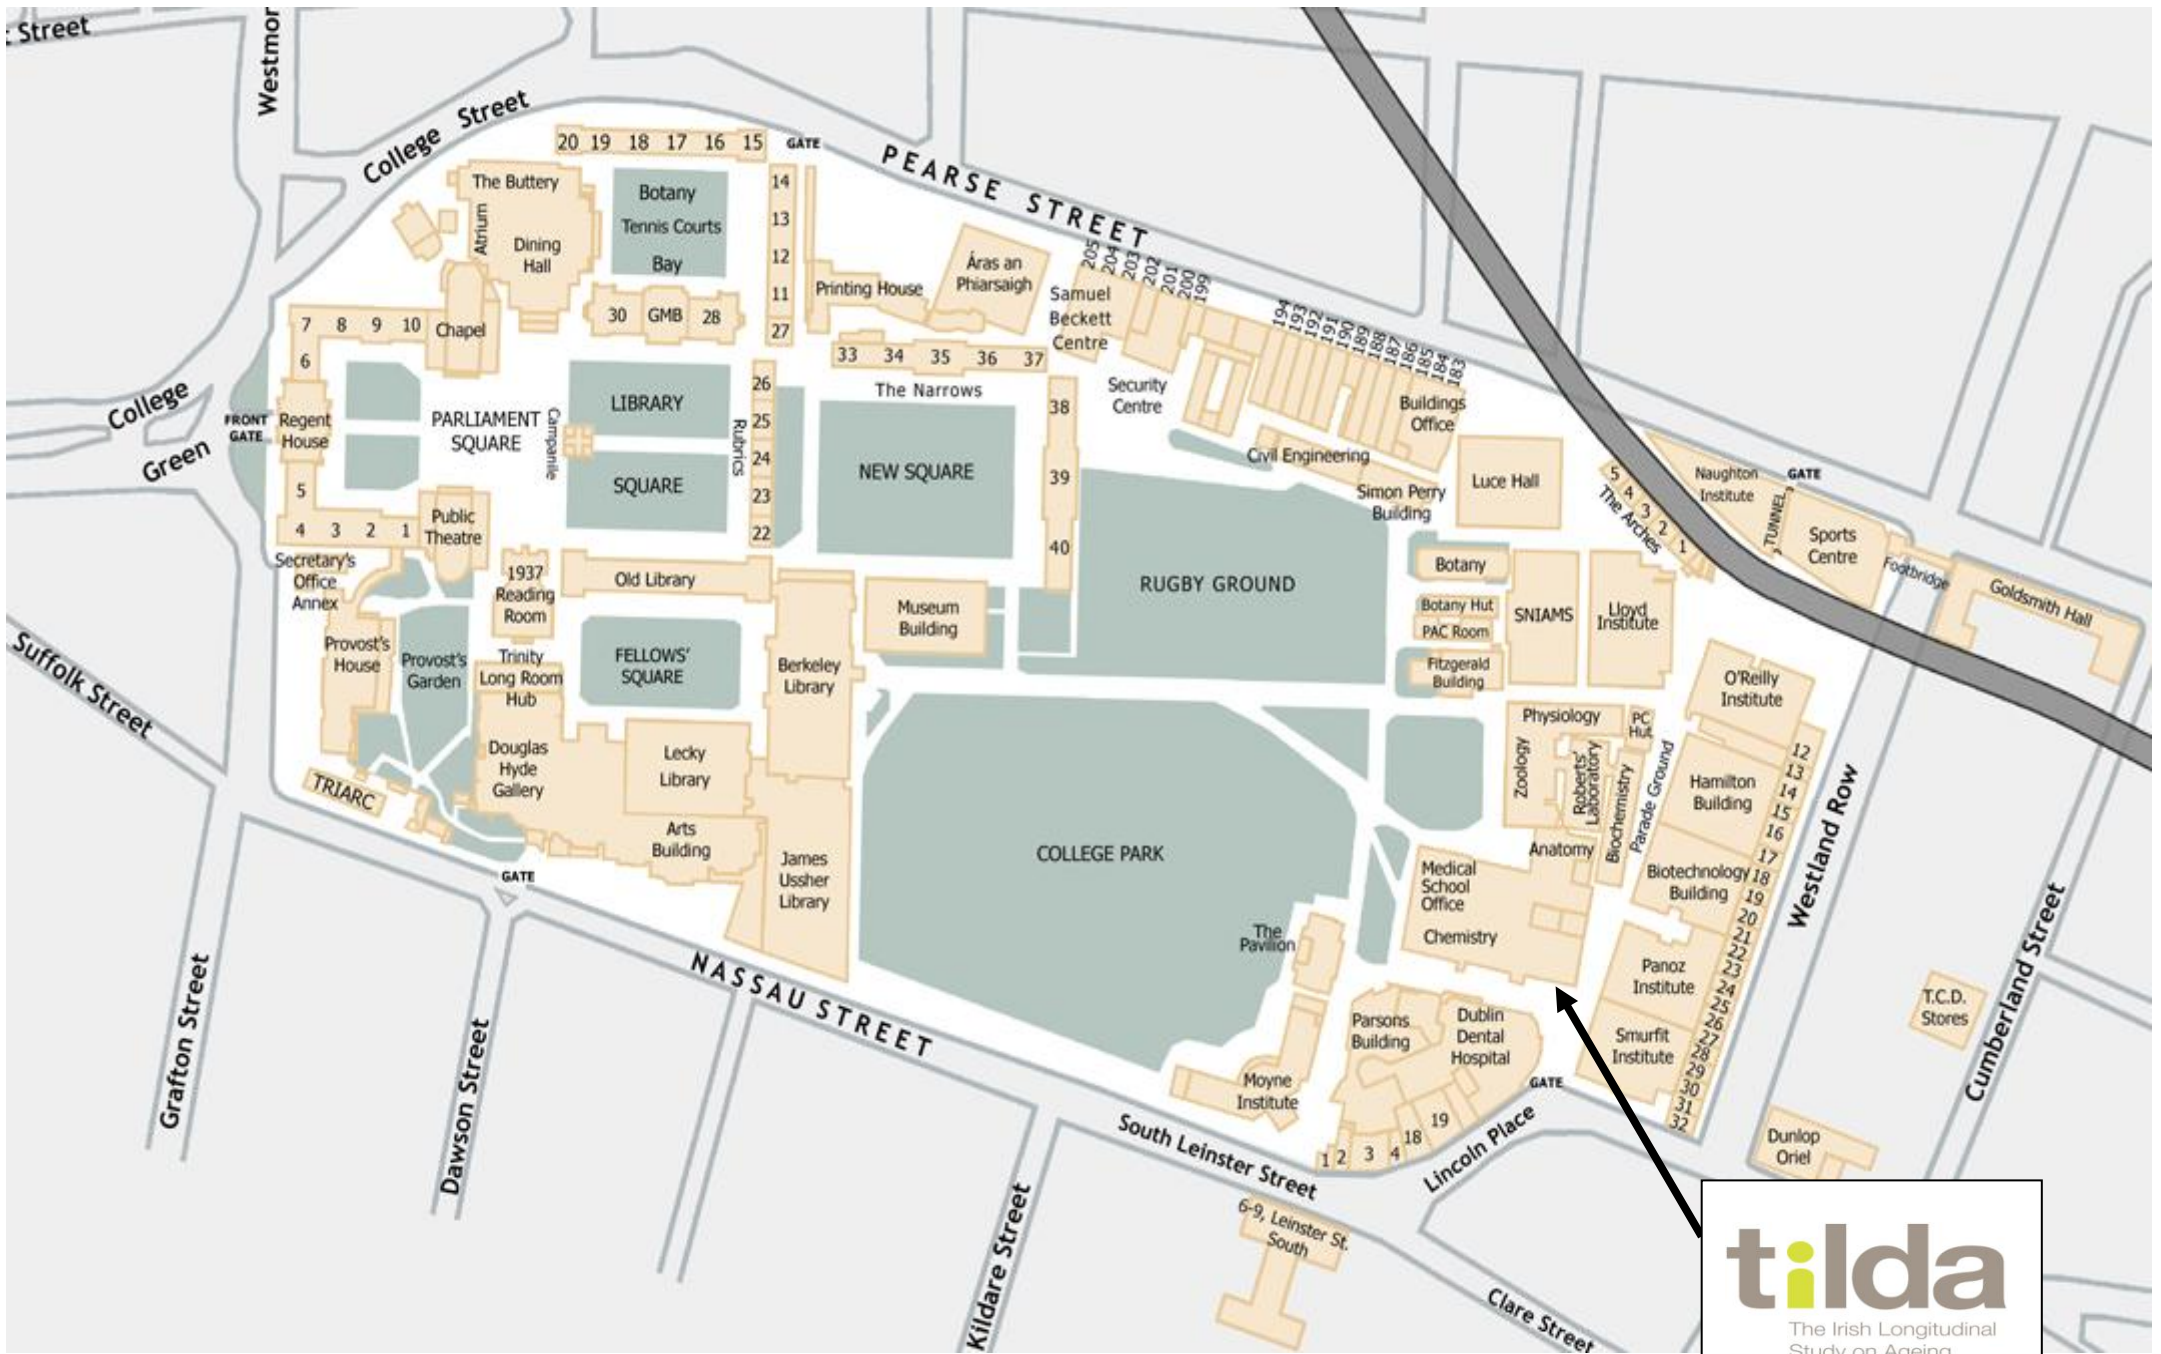 Street
Westmor
College Street
PEARSE STREET
20 19 18 17 16 15
GATE
The Buttery
Atrium
Dining
Hall
Botany
Tennis Courts
Bay
14
13
12
11
27
Printing House
Áras an
Phiarsaigh
Samuel
Beckett
Centre
205
204
203
202
201
200
199
194
193
192
191
190
189
188
187
186
185
184
183
7 8 9 10
6
Chapel
30 GMB 28
33 34 35 36 37
The Narrows
Security
Centre
Buildings
Office
College
Green
FRONT
GATE
Regent
House
PARLIAMENT
SQUARE
Campanile
LIBRARY
SQUARE
Rubrics
26
25
24
23
22
NEW SQUARE
38
39
40
Civil Engineering
Simon Perry
Building
Luce Hall
5
4
3
2
1
The Arches
Naughton
Institute
GATE
TUNNEL
Sports
Centre
Footbridge
Goldsmith Hall
5
4 3 2 1
Public
Theatre
Secretary's
Office
Annex
1937
Reading
Room
Old Library
Museum
Building
RUGBY GROUND
Botany
Botany Hut
PAC Room
Fitzgerald
Building
SNIAMS
Lloyd
Institute
O'Reilly
Institute
Suffolk Street
Provost's
House
Provost's
Garden
Trinity
Long Room
Hub
FELLOWS'
SQUARE
Berkeley
Library
Douglas
Hyde
Gallery
Lecky
Library
TRIARC
Arts
Building
James
Ussher
Library
GATE
COLLEGE PARK
Physiology
PC
Hut
Zoology
Roberts'
Laboratory
Biochemistry
Parade Ground
Anatomy
Hamilton
Building
Biotechnology
Building
Medical
School
Office
Chemistry
The
Pavilion
Panoz
Institute
Smurfit
Institute
12
13
14
15
16
17
18
19
20
21
22
23
24
25
26
27
28
29
30
31
32
Westland Row
Cumberland Street
T.C.D.
Stores
Dunlop
Oriel
Grafton Street
Dawson Street
NASSAU STREET
Kildare Street
Moyne
Institute
Parsons
Building
Dublin
Dental
Hospital
GATE
1 2 3 4 18 19
Lincoln Place
South Leinster Street
6-9, Leinster St.
South
Clare Street
tilda
The Irish Longitudinal
Study on Ageing